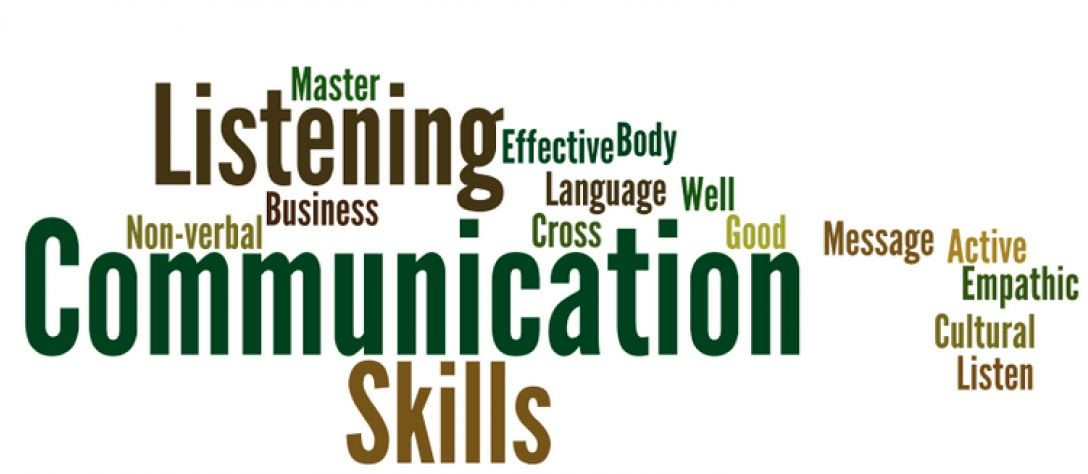 Master
Listening
Effective Body
Language Well
Business
Non-verbal
Cross
Good
Message Active
Communication
Empathic
Cultural
Listen
Skills